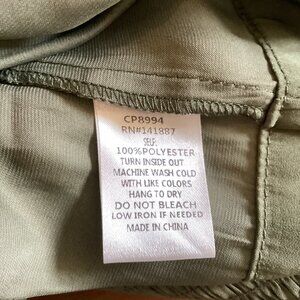 CP8994
RN#141887
SELF:
100%POLYESTER
TURN INSIDE OUT
MACHINE WASH COLD
WITH LIKE COLORS
HANG TO DRY
DO NOT BLEACH
LOW IRON IF NEEDED
MADE IN CHINA